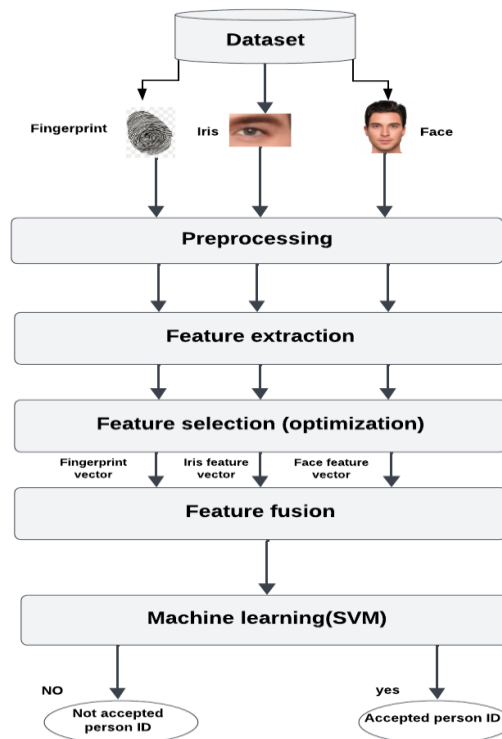 Dataset
Fingerprint
Iris
Face
Preprocessing
Feature extraction
Feature selection (optimization)
Fingerprint
vector
Iris feature
vector
Face feature
vector
Feature fusion
Machine learning(SVM)
NO
yes
Not accepted
person ID
Accepted person ID